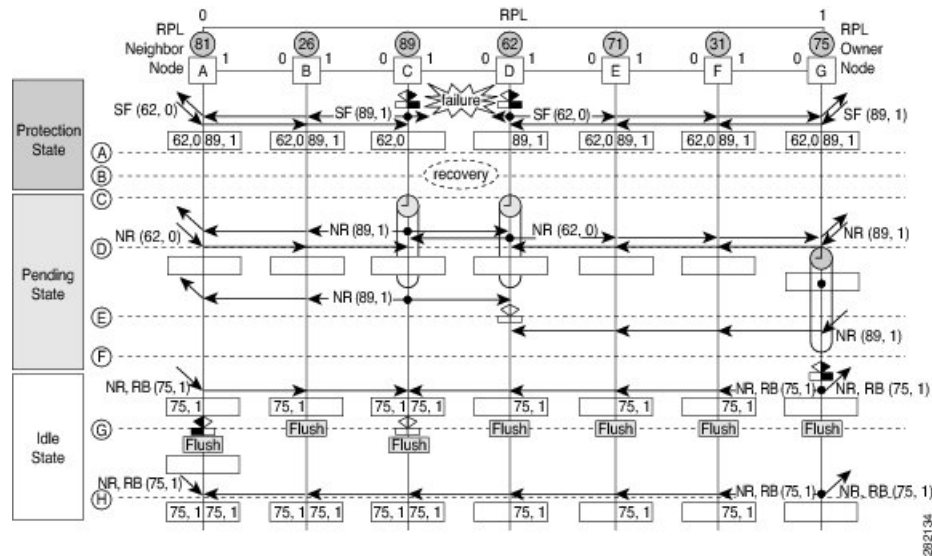 0 RPL 1
RPL Neighbor Node
81 26 89 62 71 31 75
RPL Owner Node
A 1 0 B 1 0 C 1 0 D 1 0 E 1 0 F 1 0 G
failure
SF (62, 0) SF (89, 1) SF (62, 0) SF (89, 1)
Protection State
62,0 89, 1 62,0 89, 1 62,0 89, 1 62,0 89, 1 62,0 89, 1 62,0 89, 1
A
B recovery
C
NR (62, 0) NR (89, 1) NR (62, 0) NR (89, 1)
D
Pending State
NR (89, 1)
E
NR (89, 1)
F
NR, RB (75, 1) NR, RB (75, 1) NR, RB (75, 1)
75, 1 75, 1 75, 1 75, 1 75, 1 75, 1 75, 1
Idle State
G Flush Flush Flush Flush Flush
Flush Flush
NR, RB (75, 1) NR, RB (75, 1) NR, RB (75, 1)
H
75, 1 75, 1 75, 1 75, 1 75, 1 75, 1 75, 1 75, 1 75, 1
282134